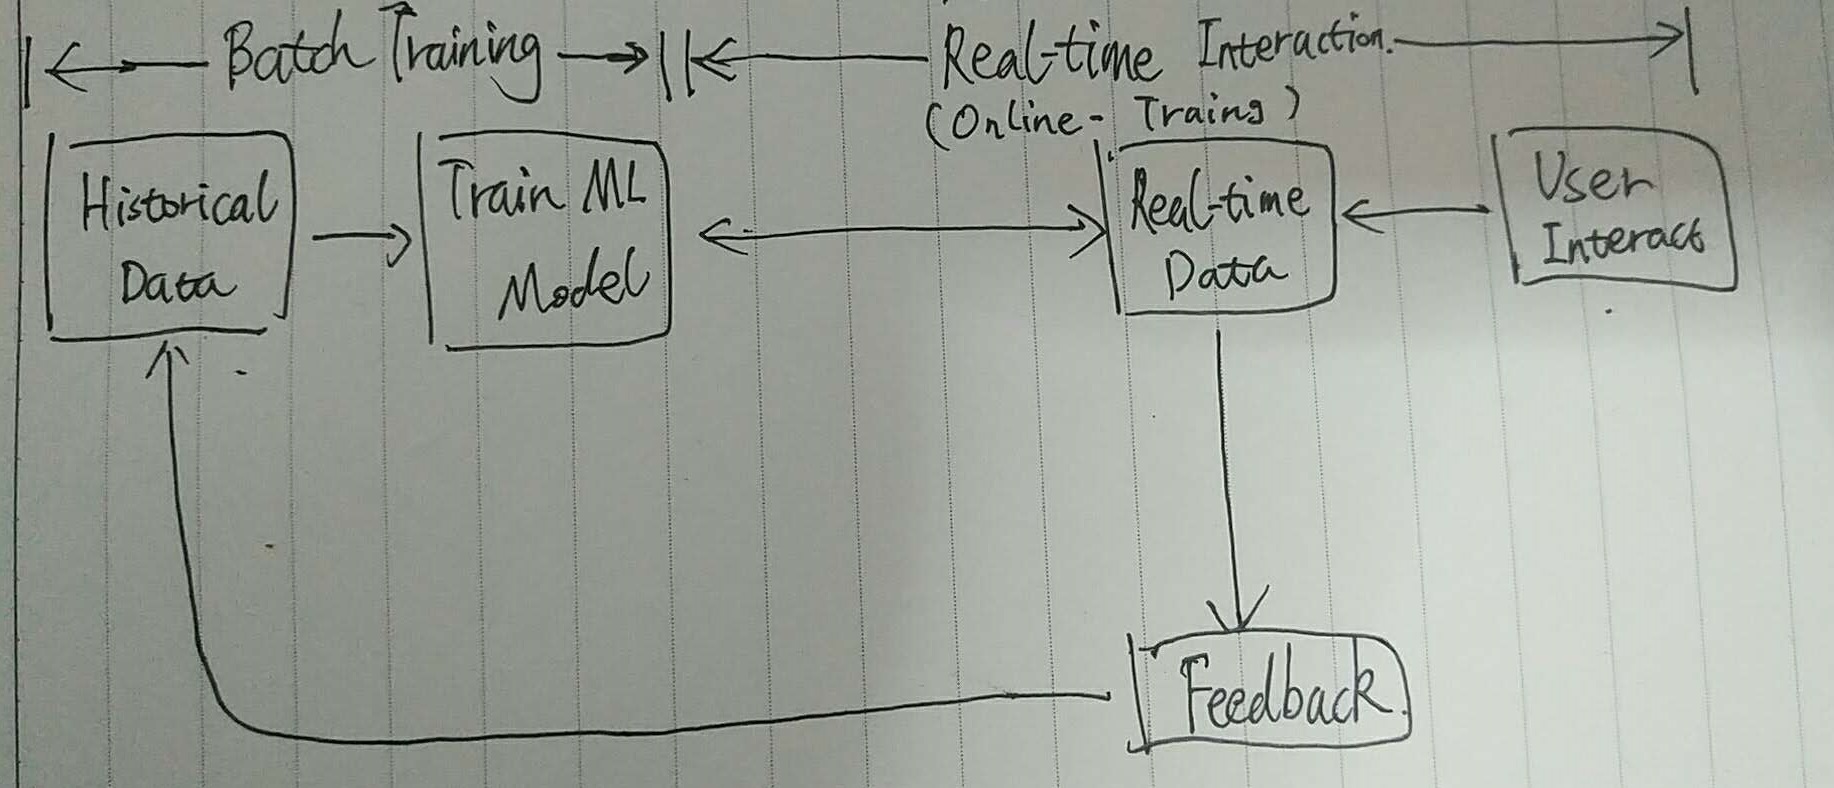 Batch Training
Real-time Interaction.
(Online- Trains)
Historical
Data
Train ML
Model
Real-time
Data
User
Interact
Feedback.